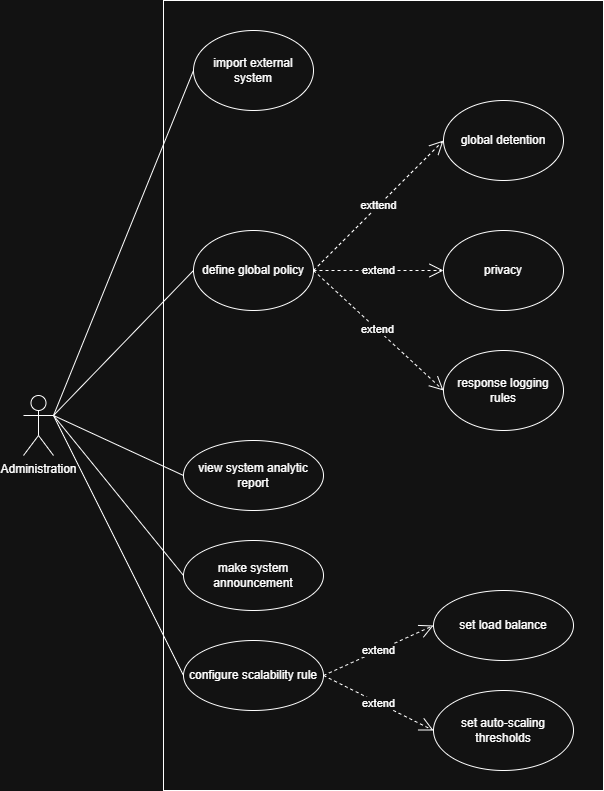 import external
system
global detention
exttend
define global policy
extend
privacy
extend
response logging
rules
Administration
view system analytic
report
make system
announcement
set load balance
extend
configure scalability rule
extend
set auto-scaling
thresholds